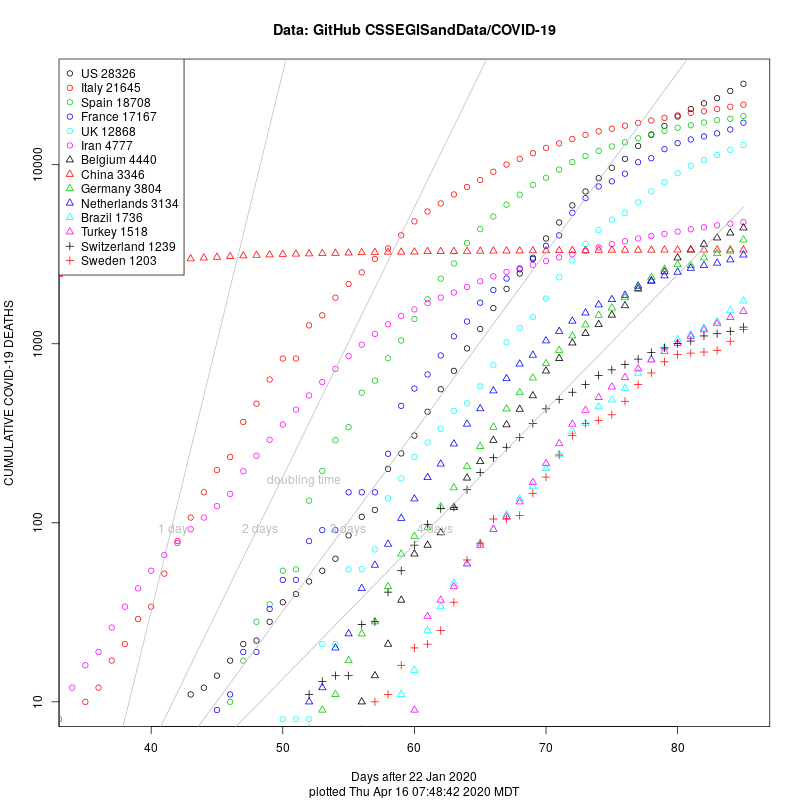 Data: GitHub CSSEGISandData/COVID-19
US 28326
Italy 21645
Spain 18708
France 17167
UK 12868
Iran 4777
Belgium 4440
China 3346
Germany 3804
Netherlands 3134
Brazil 1736
Turkey 1518
Switzerland 1239
Sweden 1203
CUMULATIVE COVID-19 DEATHS
10000
1000
100
10
doubling time
1 day
2 days
3 days
4 days
40 50 60 70 80
Days after 22 Jan 2020
plotted Thu Apr 16 07:48:42 2020 MDT